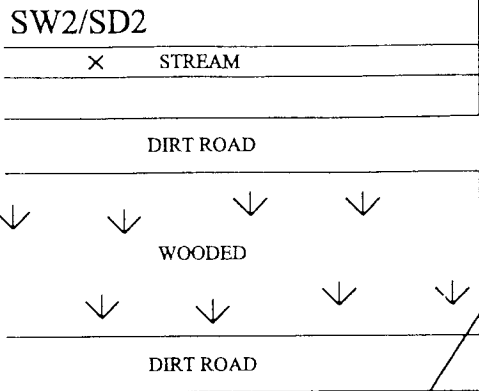 SW2/SD2
× STREAM
DIRT ROAD
WOODED
DIRT ROAD